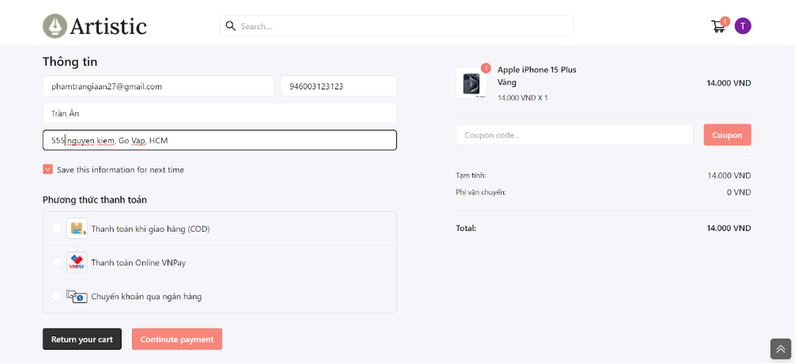 Artistic
Search...
1
T
Thông tin
phamtrangiaan27@gmail.com
946003123123
Trần Ân
555 nguyen kiem, Go Vap, HCM
Save this information for next time
Phương thức thanh toán
Thanh toán khi giao hàng (COD)
VNPAY
Thanh toán Online VNPay
Chuyển khoản qua ngân hàng
Return your cart
Continute payment
1
Apple iPhone 15 Plus
Vàng
14.000 VND X 1
14.000 VND
Coupon code...
Coupon
Tạm tính:
14.000 VND
Phí vận chuyển:
0 VND
Total:
14.000 VND